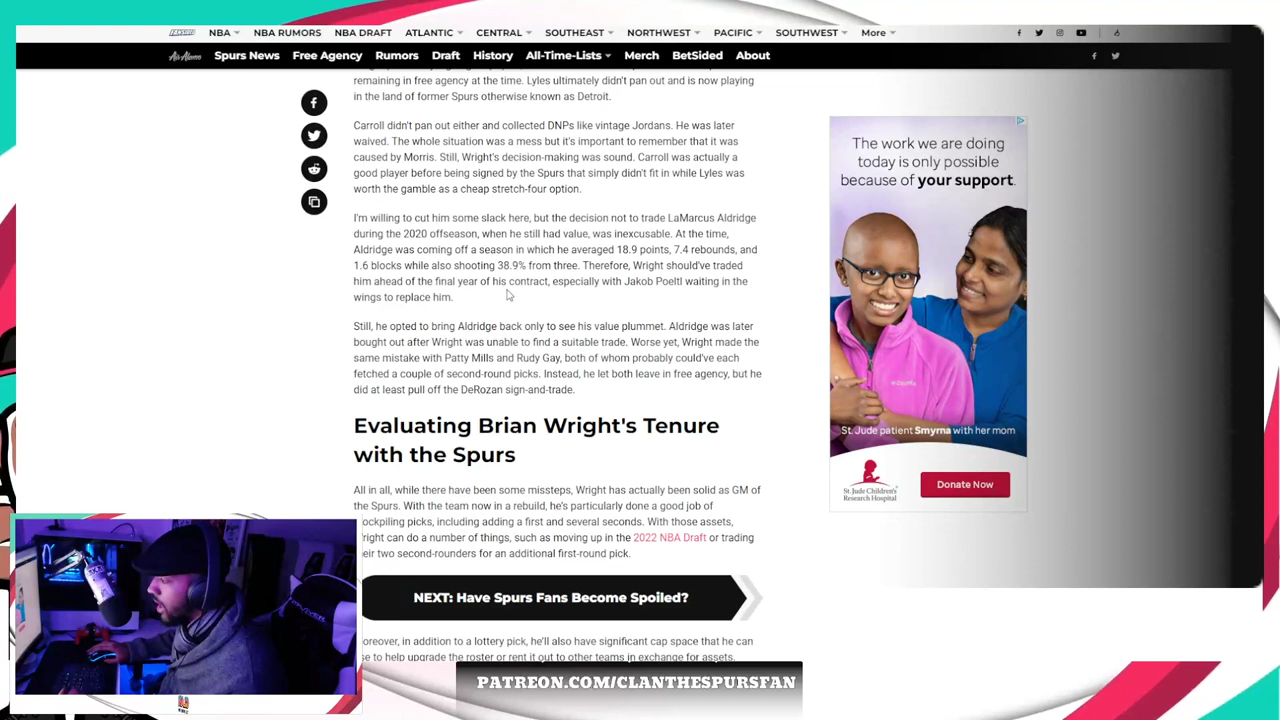 FANSIDED NBA NBA RUMORS NBA DRAFT ATLANTIC CENTRAL SOUTHEAST NORTHWEST PACIFIC SOUTHWEST More
Air Alamo Spurs News Free Agency Rumors Draft History All-Time-Lists Merch BetSided About
remaining in free agency at the time. Lyles ultimately didn't pan out and is now playing
in the land of former Spurs otherwise known as Detroit.
Carroll didn't pan out either and collected DNPs like vintage Jordans. He was later
waived. The whole situation was a mess but it's important to remember that it was
caused by Morris. Still, Wright's decision-making was sound. Carroll was actually a
good player before being signed by the Spurs that simply didn't fit in while Lyles was
worth the gamble as a cheap stretch-four option.
I'm willing to cut him some slack here, but the decision not to trade LaMarcus Aldridge
during the 2020 offseason, when he still had value, was inexcusable. At the time,
Aldridge was coming off a season in which he averaged 18.9 points, 7.4 rebounds, and
1.6 blocks while also shooting 38.9% from three. Therefore, Wright should've traded
him ahead of the final year of his contract, especially with Jakob Poeltl waiting in the
wings to replace him.
Still, he opted to bring Aldridge back only to see his value plummet. Aldridge was later
bought out after Wright was unable to find a suitable trade. Worse yet, Wright made the
same mistake with Patty Mills and Rudy Gay, both of whom probably could've each
fetched a couple of second-round picks. Instead, he let both leave in free agency, but he
did at least pull off the DeRozan sign-and-trade.
Evaluating Brian Wright's Tenure
with the Spurs
All in all, while there have been some missteps, Wright has actually been solid as GM of
the Spurs. With the team now in a rebuild, he's particularly done a good job of
ockpiling picks, including adding a first and several seconds. With those assets,
right can do a number of things, such as moving up in the 2022 NBA Draft or trading
eir two second-rounders for an additional first-round pick.
NEXT: Have Spurs Fans Become Spoiled?
oreover, in addition to a lottery pick, he'll also have significant cap space that he can
se to help upgrade the roster or rent it out to other teams in exchange for assets.
The work we are doing
today is only possible
because of your support.
St. Jude patient Smyrna with her mom
St. Jude Children's
Research Hospital
Donate Now
PATREON.COM/CLANTHESPURSFAN